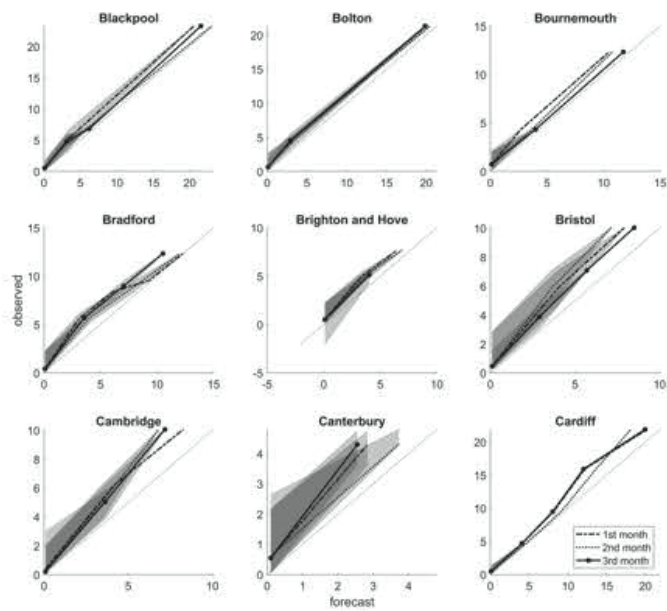 Blackpool
20
15
10
5
0
0 5 10 15 20
Bolton
20
15
10
5
0
0 5 10 15 20
Bournemouth
15
10
5
0
0 5 10 15
Bradford
15
10
5
0
0 5 10 15
Brighton and Hove
10
5
0
-5
-5 0 5 10
Bristol
10
8
6
4
2
0
0 5 10
observed
Cambridge
10
8
6
4
2
0
0 5 10
Canterbury
4
3
2
1
0
0 1 2 3 4
Cardiff
20
15
10
5
0
0 5 10 15 20
1st month
2nd month
3rd month
forecast